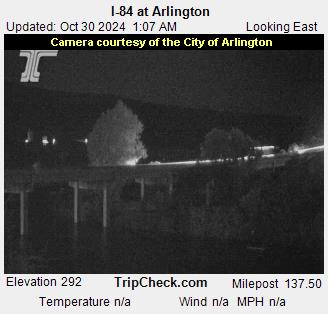 I-84 at Arlington
Updated: Oct 30 2024 1:07 AM Looking East
Camera courtesy of the City of Arlington
Elevation 292 TripCheck.com Milepost 137.50
Temperature n/a Wind n/a MPH n/a